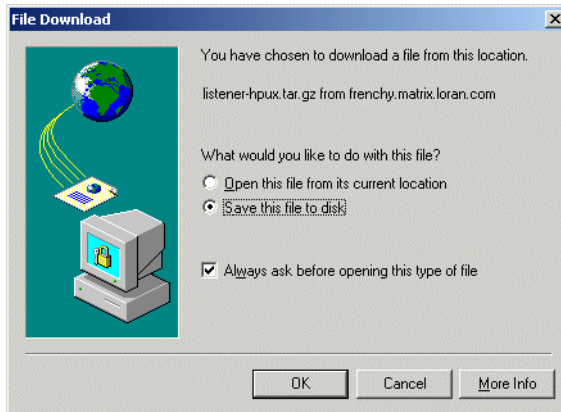 File Download
You have chosen to download a file from this location.
listener-hpux.tar.gz from frenchy.matrix.loran.com
What would you like to do with this file?
Open this file from its current location
Save this file to disk
Always ask before opening this type of file
OK
Cancel
More Info